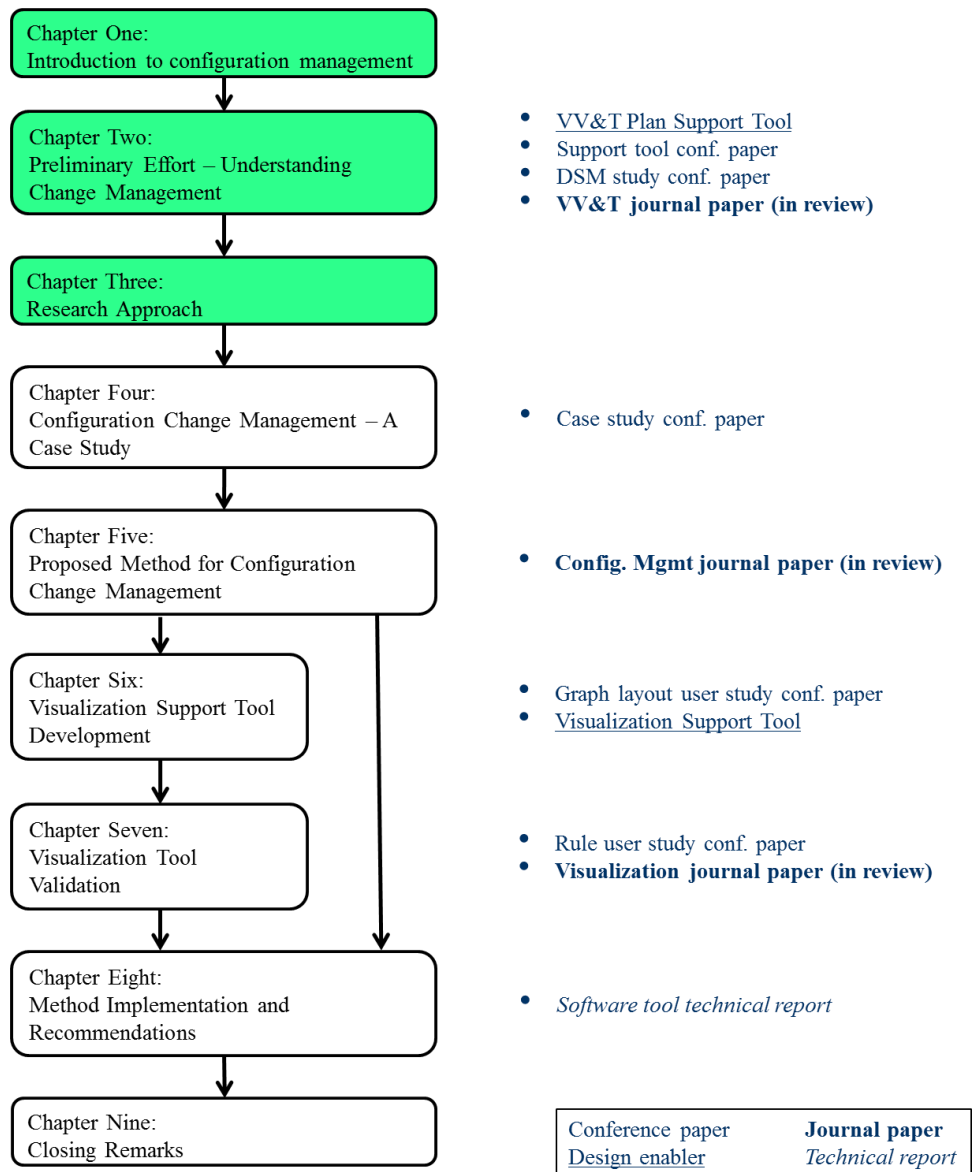 Chapter One:
Introduction to configuration management
Chapter Two:
Preliminary Effort – Understanding
Change Management
• VV&T Plan Support Tool
• Support tool conf. paper
• DSM study conf. paper
• VV&T journal paper (in review)
Chapter Three:
Research Approach
Chapter Four:
Configuration Change Management – A
Case Study
• Case study conf. paper
Chapter Five:
Proposed Method for Configuration
Change Management
• Config. Mgmt journal paper (in review)
Chapter Six:
Visualization Support Tool
Development
• Graph layout user study conf. paper
• Visualization Support Tool
Chapter Seven:
Visualization Tool
Validation
• Rule user study conf. paper
• Visualization journal paper (in review)
Chapter Eight:
Method Implementation and
Recommendations
• Software tool technical report
Chapter Nine:
Closing Remarks
Conference paper Journal paper
Design enabler Technical report